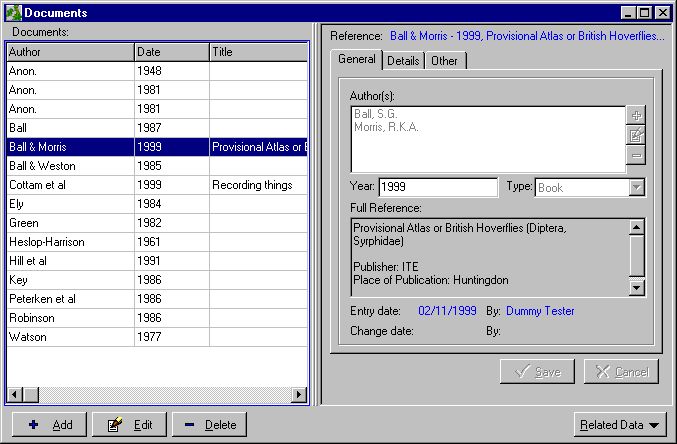 Documents
Documents:
Author Date Title
Anon. 1948
Anon. 1981
Anon. 1981
Ball 1987
Ball & Morris 1999 Provisional Atlas or B
Ball & Weston 1985
Cottam et al 1999 Recording things
Ely 1984
Green 1982
Heslop-Harrison 1961
Hill et al 1991
Key 1986
Peterken et al 1986
Robinson 1986
Watson 1977
Add Edit Delete
Reference: Ball & Morris - 1999, Provisional Atlas or British Hoverflies...
General Details Other
Author(s):
Ball, S.G.
Morris, R.K.A.
Year: 1999 Type: Book
Full Reference:
Provisional Atlas or British Hoverflies (Diptera,
Syrphidae)
Publisher: ITE
Place of Publication: Huntingdon
Entry date: 02/11/1999 By: Dummy Tester
Change date: By:
Save Cancel
Related Data